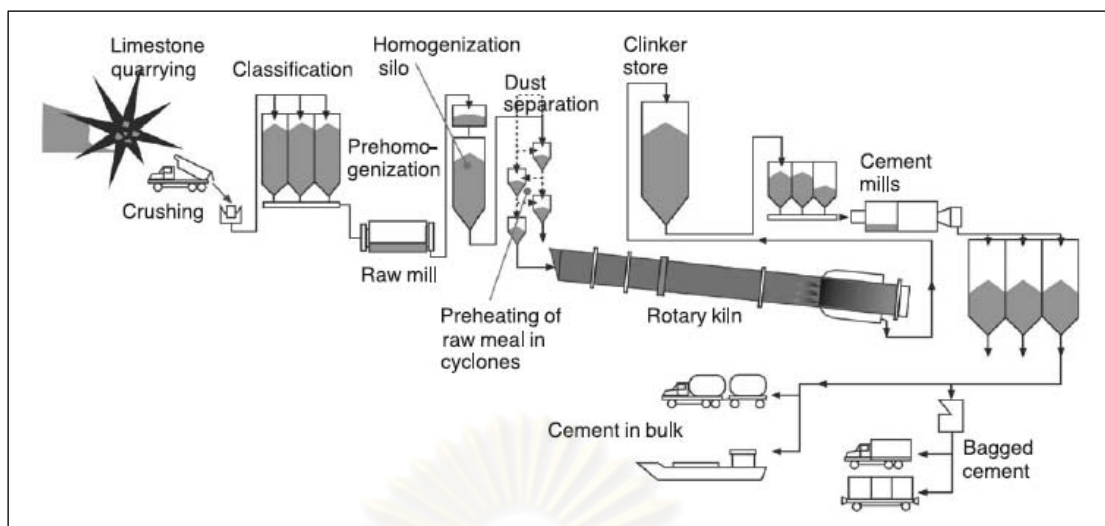 Limestone
quarrying
Classification
Homogenization
silo
Dust
separation
Clinker
store
Prehomo-
genization
Cement
mills
Crushing
Raw mill
Preheating of
raw meal in
cyclones
Rotary kiln
Cement in bulk
Bagged
cement